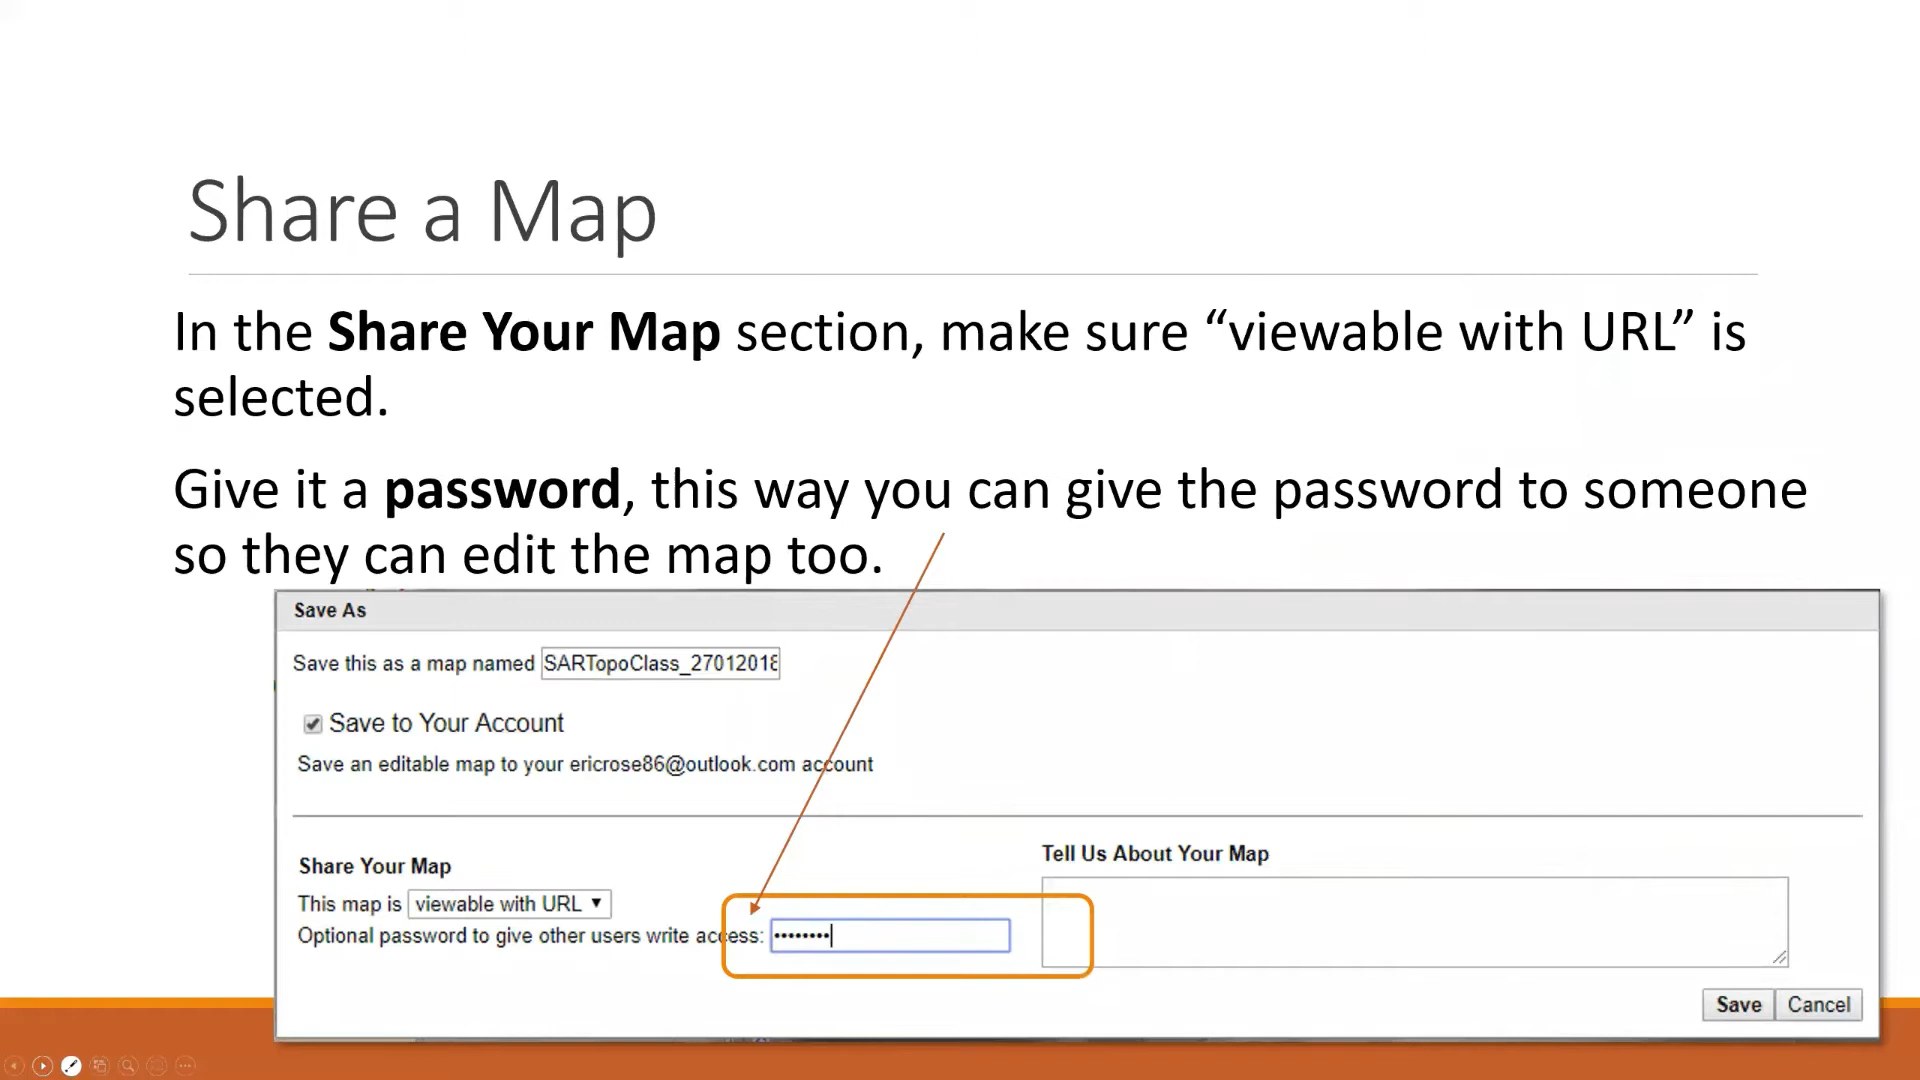 Share a Map
In the Share Your Map section, make sure “viewable with URL” is
selected.
Give it a password, this way you can give the password to someone
so they can edit the map too.
Save As
Save this as a map named SARTopoClass_27012018
Save to Your Account
Save an editable map to your ericrose86@outlook.com account
Share Your Map
This map is viewable with URL
Optional password to give other users write access: ••••••••
Tell Us About Your Map
Save Cancel